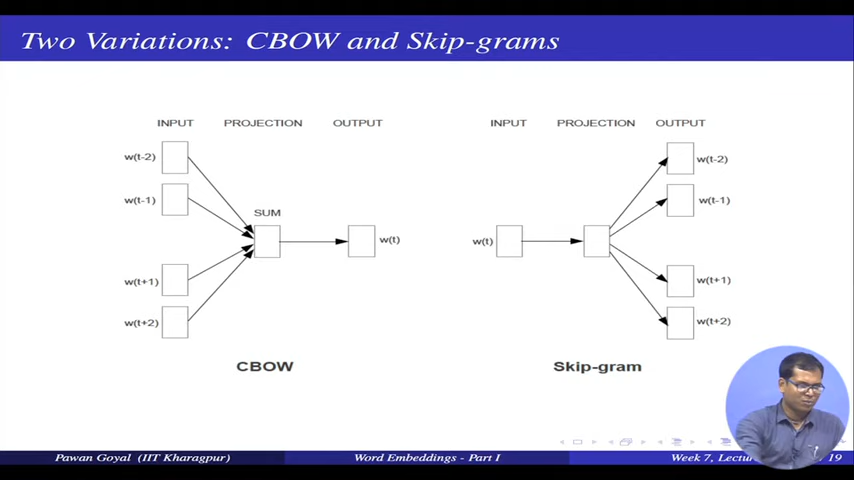 Two Variations: CBOW and Skip-grams
INPUT PROJECTION OUTPUT
w(t-2)
w(t-1)
SUM
w(t)
w(t+1)
w(t+2)
CBOW
INPUT PROJECTION OUTPUT
w(t-2)
w(t-1)
w(t)
w(t+1)
w(t+2)
Skip-gram
Pawan Goyal (IIT Kharagpur) Word Embeddings - Part I Week 7, 19